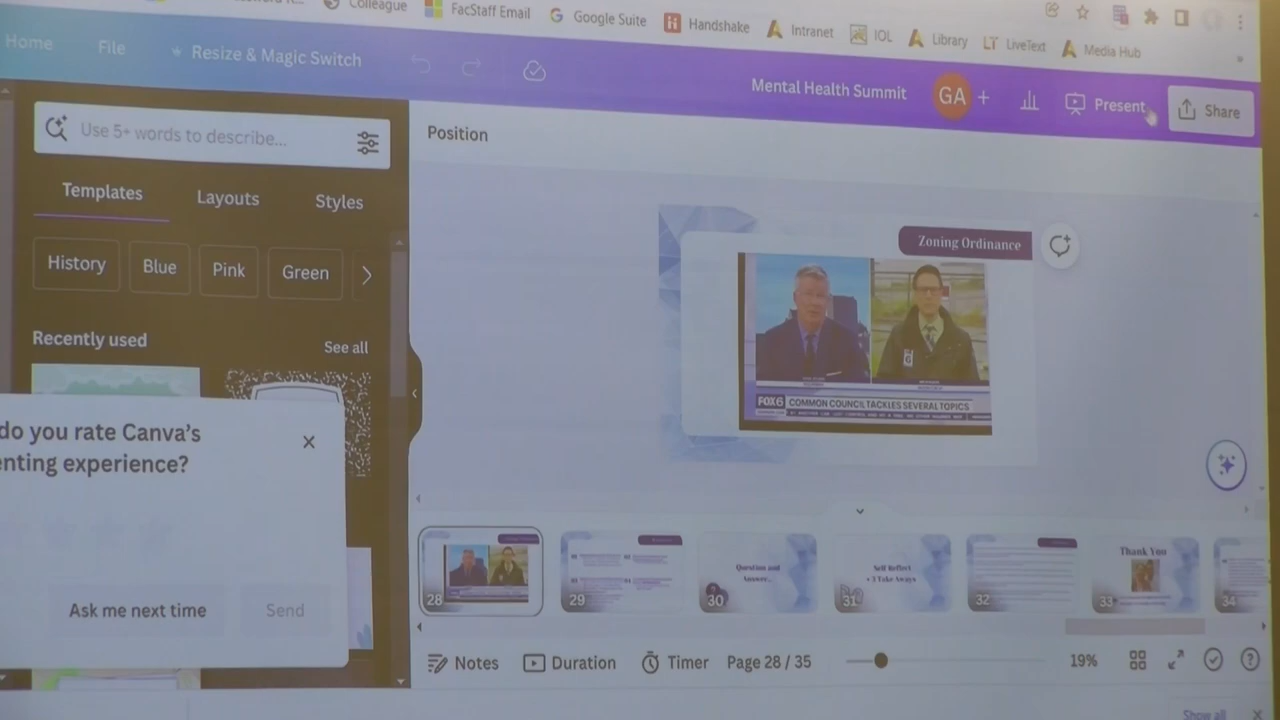 Colleague
FacStaff Email
Google Suite
Handshake
Intranet
IOL
Library
LT LiveText
Media Hub
Home
File
Resize & Magic Switch
Mental Health Summit
GA
+
Present
Share
Use 5+ words to describe...
Position
Templates
Layouts
Styles
History
Blue
Pink
Green
Recently used
See all
Zoning Ordinance
FOX6
COMMON COUNCIL TACKLES SEVERAL TOPICS
do you rate Canva's
enting experience?
Ask me next time
Send
28
29
Question and
Answer...
30
Self Reflect
+ 3 Take Aways
31
32
Thank You
33
34
Notes
Duration
Timer
Page 28 / 35
19%
Show all